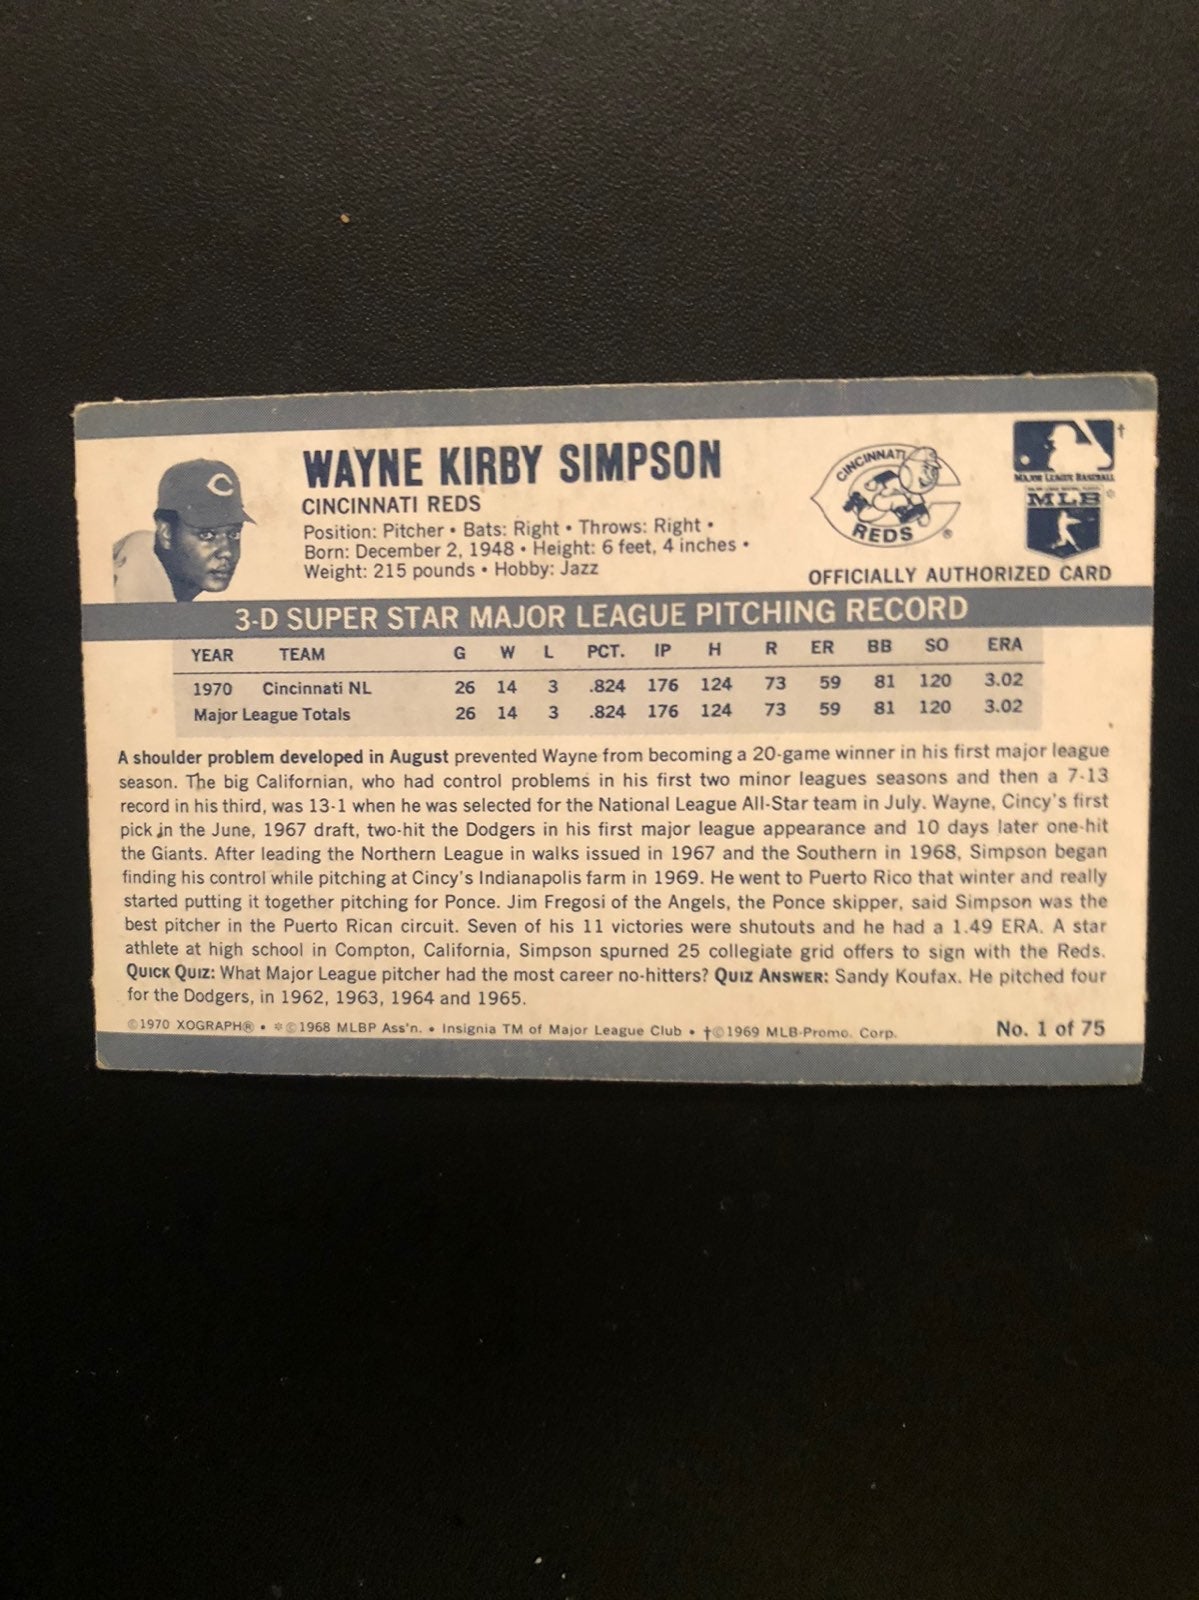 WAYNE KIRBY SIMPSON
CINCINNATI REDS
Position: Pitcher • Bats: Right • Throws: Right •
Born: December 2, 1948 • Height: 6 feet, 4 inches •
Weight: 215 pounds • Hobby: Jazz
C
CINCINNATI
REDS ®
†
MAJOR LEAGUE BASEBALL
MLB ®
OFFICIALLY AUTHORIZED CARD
3-D SUPER STAR MAJOR LEAGUE PITCHING RECORD
YEAR TEAM G W L PCT. IP H R ER BB SO ERA
1970 Cincinnati NL 26 14 3 .824 176 124 73 59 81 120 3.02
Major League Totals 26 14 3 .824 176 124 73 59 81 120 3.02
A shoulder problem developed in August prevented Wayne from becoming a 20-game winner in his first major league
season. The big Californian, who had control problems in his first two minor leagues seasons and then a 7-13
record in his third, was 13-1 when he was selected for the National League All-Star team in July. Wayne, Cincy's first
pick in the June, 1967 draft, two-hit the Dodgers in his first major league appearance and 10 days later one-hit
the Giants. After leading the Northern League in walks issued in 1967 and the Southern in 1968, Simpson began
finding his control while pitching at Cincy's Indianapolis farm in 1969. He went to Puerto Rico that winter and really
started putting it together pitching for Ponce. Jim Fregosi of the Angels, the Ponce skipper, said Simpson was the
best pitcher in the Puerto Rican circuit. Seven of his 11 victories were shutouts and he had a 1.49 ERA. A star
athlete at high school in Compton, California, Simpson spurned 25 collegiate grid offers to sign with the Reds.
QUICK QUIZ: What Major League pitcher had the most career no-hitters? QUIZ ANSWER: Sandy Koufax. He pitched four
for the Dodgers, in 1962, 1963, 1964 and 1965.
©1970 XOGRAPH® • *©1968 MLBP Ass'n. • Insignia TM of Major League Club • †©1969 MLB-Promo. Corp.
No. 1 of 75